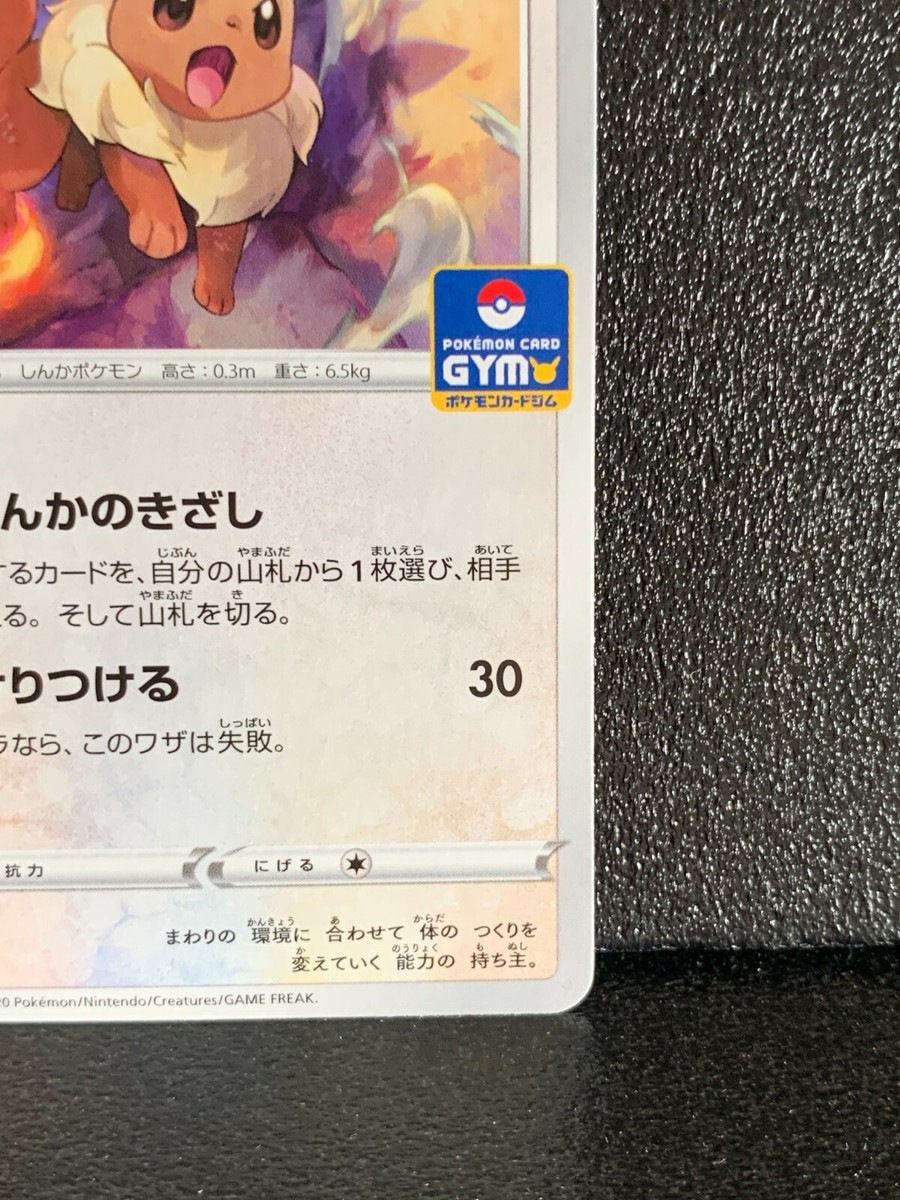 しんかポケモン 高さ：0.3m 重さ：6.5kg
POKÉMON CARD
GYM
ポケモンカードジム
んかのきざし
するカードを、自分の山札から1枚選び、相手
る。そして山札を切る。
りつける 30
なら、このワザは失敗。
抗力 にげる
まわりの 環境に 合わせて 体の つくりを
変えていく 能力の 持ち主。
0 Pokémon/Nintendo/Creatures/GAME FREAK.